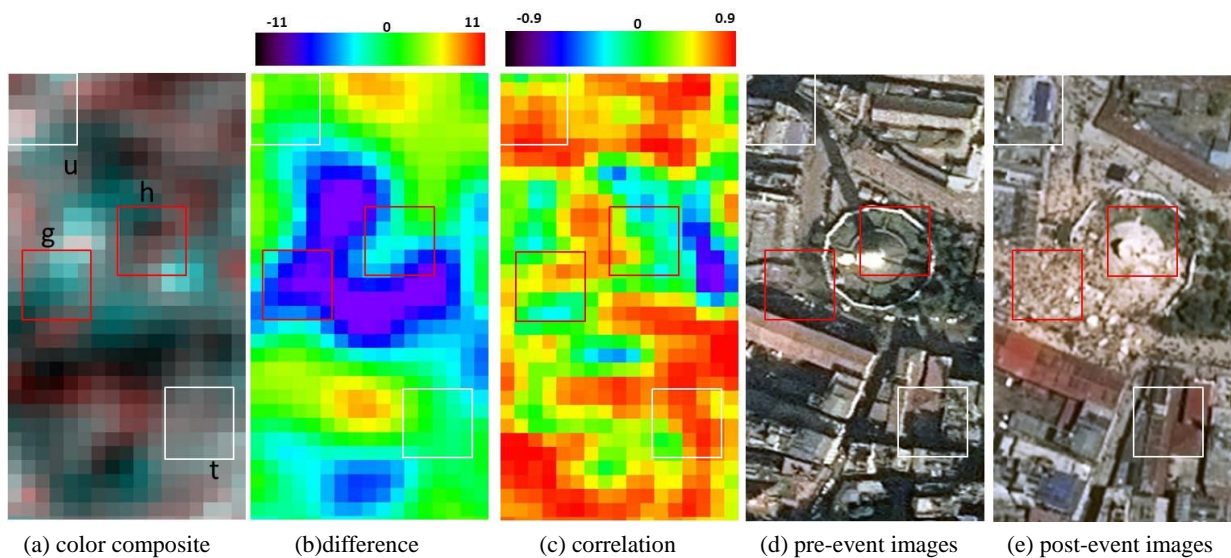 -11 0 11
-0.9 0 0.9
u
h
g
t
(a) color composite
(b)difference
(c) correlation
(d) pre-event images
(e) post-event images